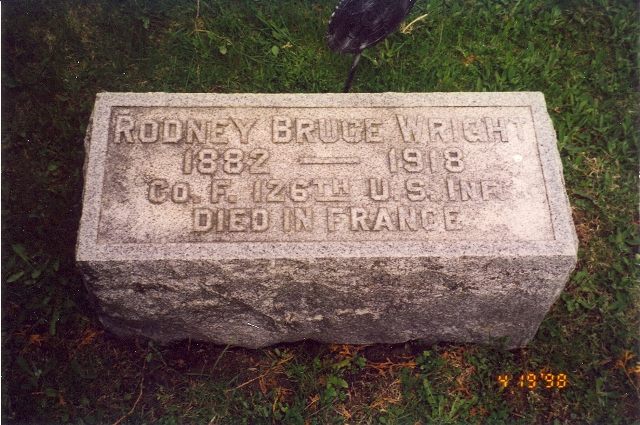 RODNEY BRUCE WRIGHT
1882 — 1918
CO. F. 126TH U.S. INF.
DIED IN FRANCE
4 19 '98